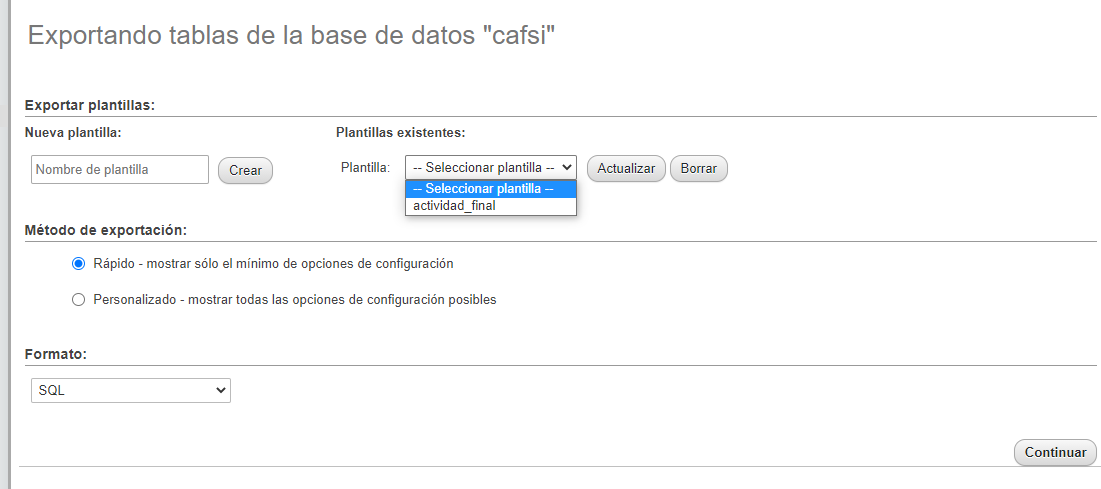 Exportando tablas de la base de datos "cafsi"
Exportar plantillas:
Nueva plantilla:
Plantillas existentes:
Nombre de plantilla
Crear
Plantilla:
-- Seleccionar plantilla --
Actualizar
Borrar
-- Seleccionar plantilla --
actividad_final
Método de exportación:
Rápido - mostrar sólo el mínimo de opciones de configuración
Personalizado - mostrar todas las opciones de configuración posibles
Formato:
SQL
Continuar